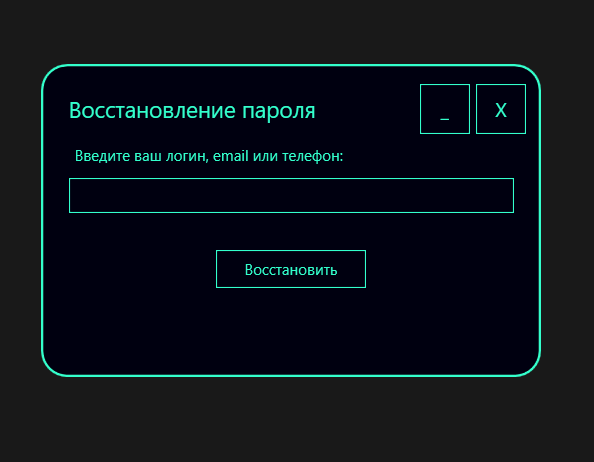 Восстановление пароля
_ X
Введите ваш логин, email или телефон:
Восстановить